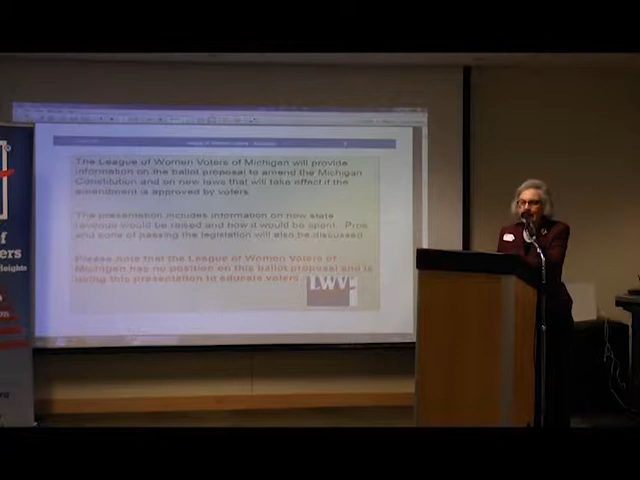 The League of Women Voters of Michigan will provide
information on the ballot proposal to amend the Michigan
Constitution and on new laws that will take effect if the
amendment is approved by voters.
The presentation includes information on how state
revenue would be raised and how it would be spent. Pros
and cons of passing the legislation will also be discussed.
Please note that the League of Women Voters of
Michigan has no position on this ballot proposal and is
using this presentation to educate voters.
LWV
of
ers
Heights
on